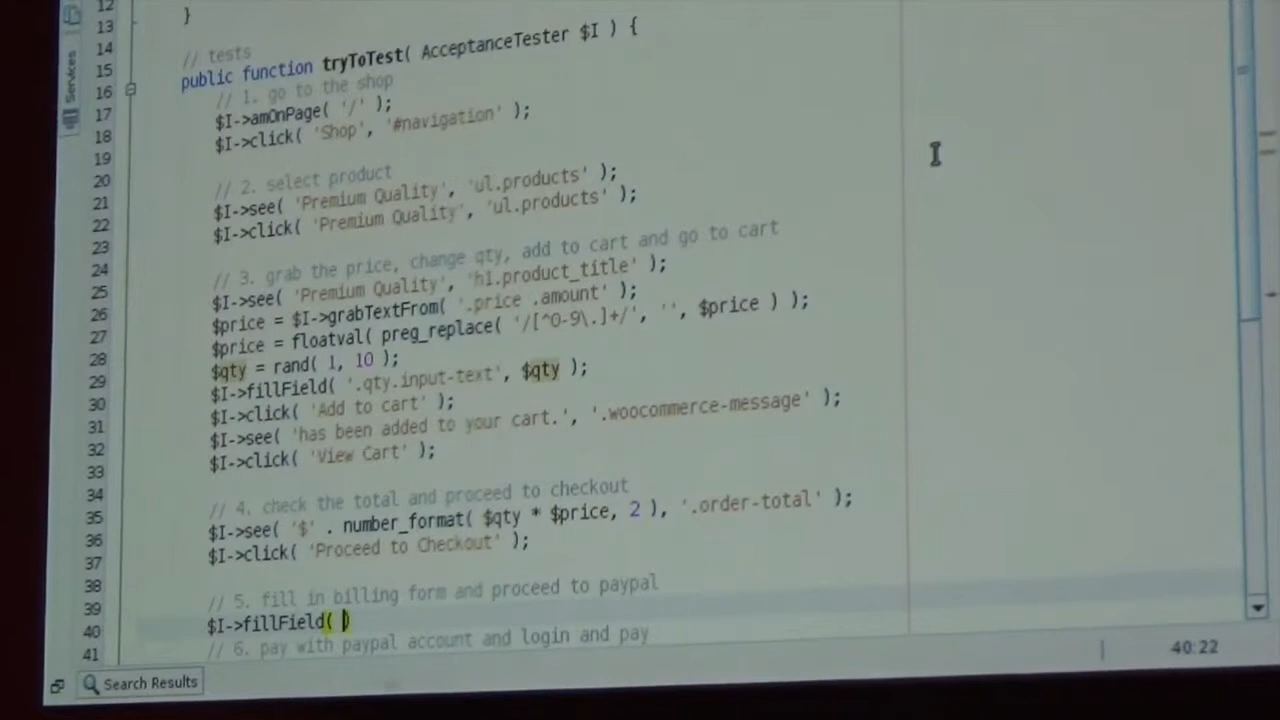 12
13 }
14
15 // tests
16 public function tryToTest( AcceptanceTester $I ) {
17 // 1. go to the shop
18 $I->amOnPage( '/' );
19 $I->click( 'Shop', '#navigation' );
20
21 // 2. select product
22 $I->see( 'Premium Quality', 'ul.products' );
23 $I->click( 'Premium Quality', 'ul.products' );
24
25 // 3. grab the price, change qty, add to cart and go to cart
26 $I->see( 'Premium Quality', 'h1.product_title' );
27 $price = $I->grabTextFrom( '.price .amount' );
28 $price = floatval( preg_replace( '/[^0-9\.]+/', '', $price ) );
29 $qty = rand( 1, 10 );
30 $I->fillField( '.qty.input-text', $qty );
31 $I->click( 'Add to cart' );
32 $I->see( 'has been added to your cart.', '.woocommerce-message' );
33 $I->click( 'View Cart' );
34
35 // 4. check the total and proceed to checkout
36 $I->see( '$' . number_format( $qty * $price, 2 ), '.order-total' );
37 $I->click( 'Proceed to Checkout' );
38
39 // 5. fill in billing form and proceed to paypal
40 $I->fillField( )
41 // 6. pay with paypal account and login and pay
Services
40:22
Search Results